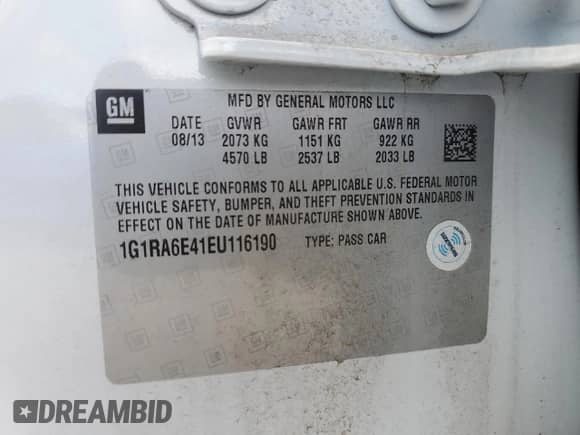 GM
MFD BY GENERAL MOTORS LLC
DATE GVWR GAWR FRT GAWR RR
08/13 2073 KG 1151 KG 922 KG
4570 LB 2537 LB 2033 LB
THIS VEHICLE CONFORMS TO ALL APPLICABLE U.S. FEDERAL MOTOR
VEHICLE SAFETY, BUMPER, AND THEFT PREVENTION STANDARDS IN
EFFECT ON THE DATE OF MANUFACTURE SHOWN ABOVE.
1G1RA6E41EU116190 TYPE: PASS CAR
DREAMBID